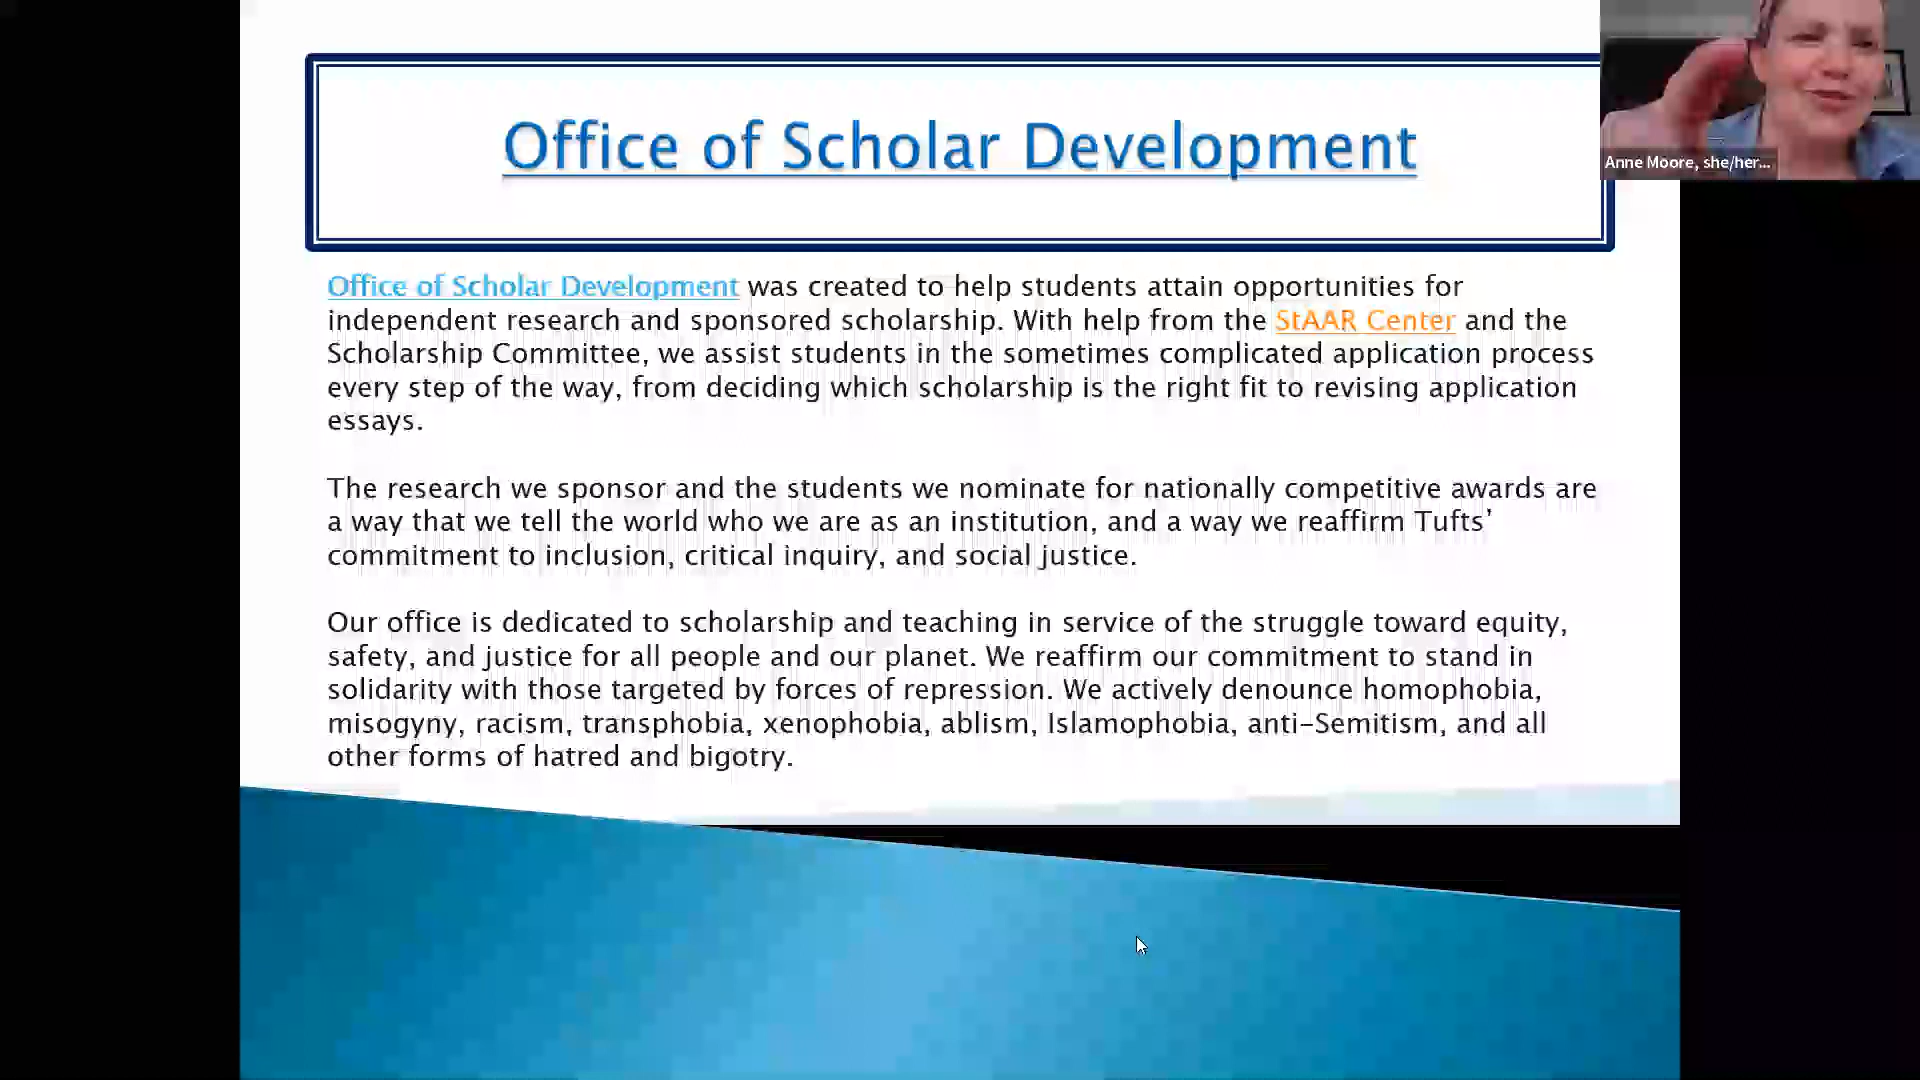 Office of Scholar Development
Anne Moore, she/her...
Office of Scholar Development was created to help students attain opportunities for
independent research and sponsored scholarship. With help from the StAAR Center and the
Scholarship Committee, we assist students in the sometimes complicated application process
every step of the way, from deciding which scholarship is the right fit to revising application
essays.
The research we sponsor and the students we nominate for nationally competitive awards are
a way that we tell the world who we are as an institution, and a way we reaffirm Tufts’
commitment to inclusion, critical inquiry, and social justice.
Our office is dedicated to scholarship and teaching in service of the struggle toward equity,
safety, and justice for all people and our planet. We reaffirm our commitment to stand in
solidarity with those targeted by forces of repression. We actively denounce homophobia,
misogyny, racism, transphobia, xenophobia, ablism, Islamophobia, anti-Semitism, and all
other forms of hatred and bigotry.